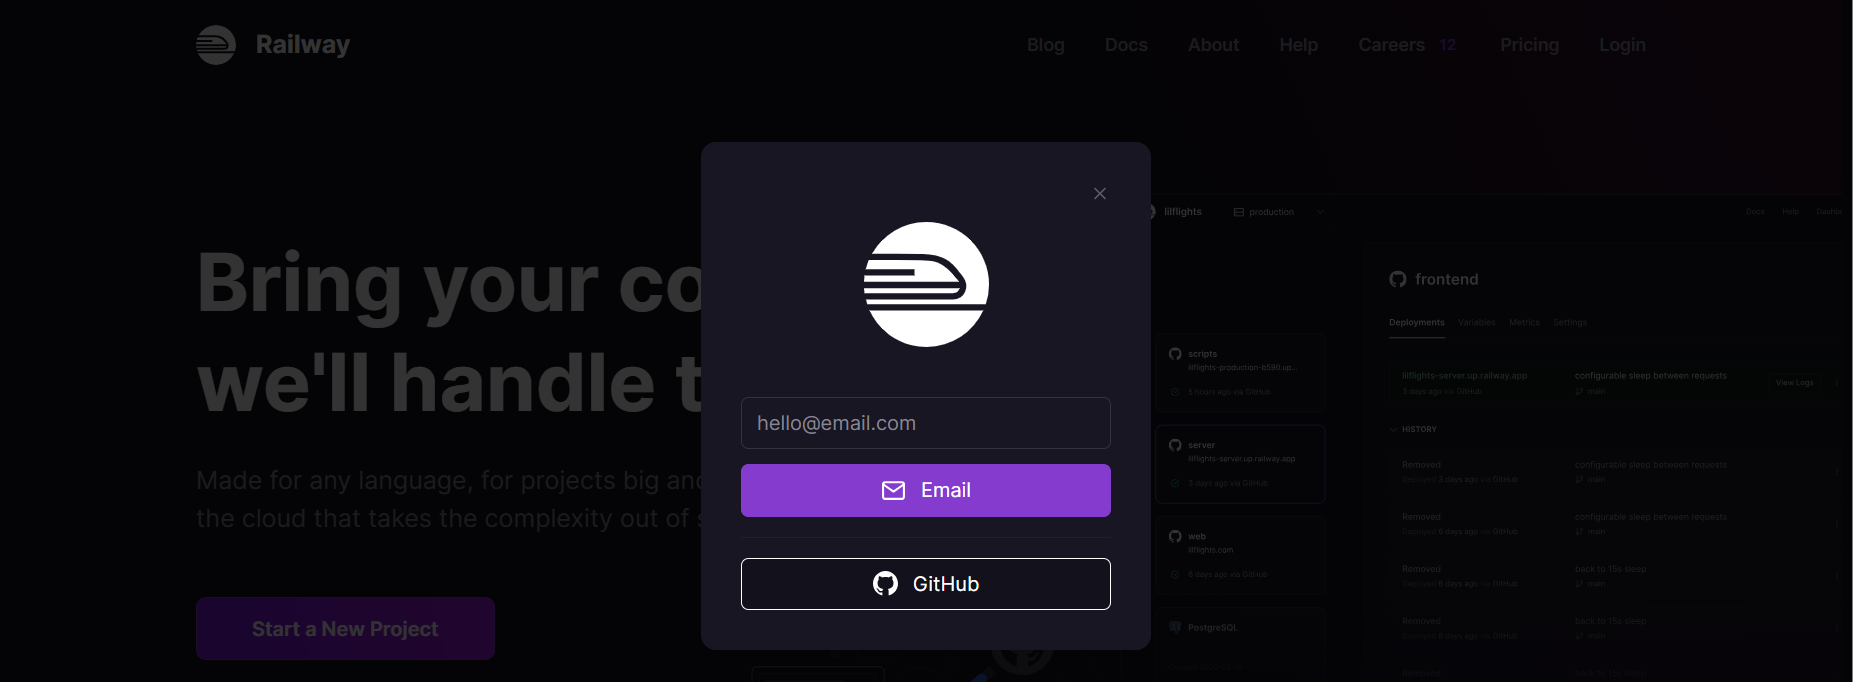 Railway
Blog Docs About Help Careers 12 Pricing Login
Bring your co
we'll handle t
Made for any language, for projects big and
the cloud that takes the complexity out of s
Start a New Project
hello@email.com
Email
GitHub
lilflights production Docs Help Dashbo
frontend
Deployments Variables Metrics Settings
scripts
lilflights-production-b590.up...
5 hours ago via GitHub
server
lilflights-server.up.railway.app
3 days ago via GitHub
web
lilflights.com
6 days ago via GitHub
PostgreSQL
lilflights-server.up.railway.app configurable sleep between requests View Logs
3 days ago via GitHub main
HISTORY
Removed configurable sleep between requests
Deployed 3 days ago via GitHub main
Removed configurable sleep between requests
Deployed 6 days ago via GitHub main
Removed back to 15s sleep
Deployed 6 days ago via GitHub main
Removed back to 15s sleep
Deployed 6 days ago via GitHub main
Removed back to 15s sleep